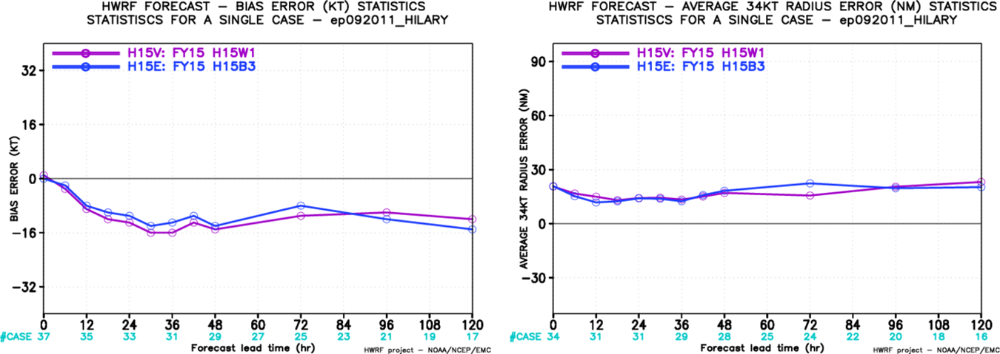 HWRF FORECAST – BIAS ERROR (KT) STATISTICS
STATISTISCS FOR A SINGLE CASE – ep092011_HILARY
H15V: FY15 H15W1
H15E: FY15 H15B3
BIAS ERROR (KT)
32
16
0
−16
−32
0 12 24 36 48 60 72 84 96 108 120
#CASE 37 35 33 31 29 27 25 23 21 19 17
Forecast lead time (hr)
HWRF project – NOAA/NCEP/EMC
HWRF FORECAST – AVERAGE 34KT RADIUS ERROR (NM) STATISTICS
STATISTISCS FOR A SINGLE CASE – ep092011_HILARY
H15V: FY15 H15W1
H15E: FY15 H15B3
AVERAGE 34KT RADIUS ERROR (NM)
90
60
30
0
−30
0 12 24 36 48 60 72 84 96 108 120
#CASE 34 31 31 29 28 25 24 22 20 18 16
Forecast lead time (hr)
HWRF project – NOAA/NCEP/EMC